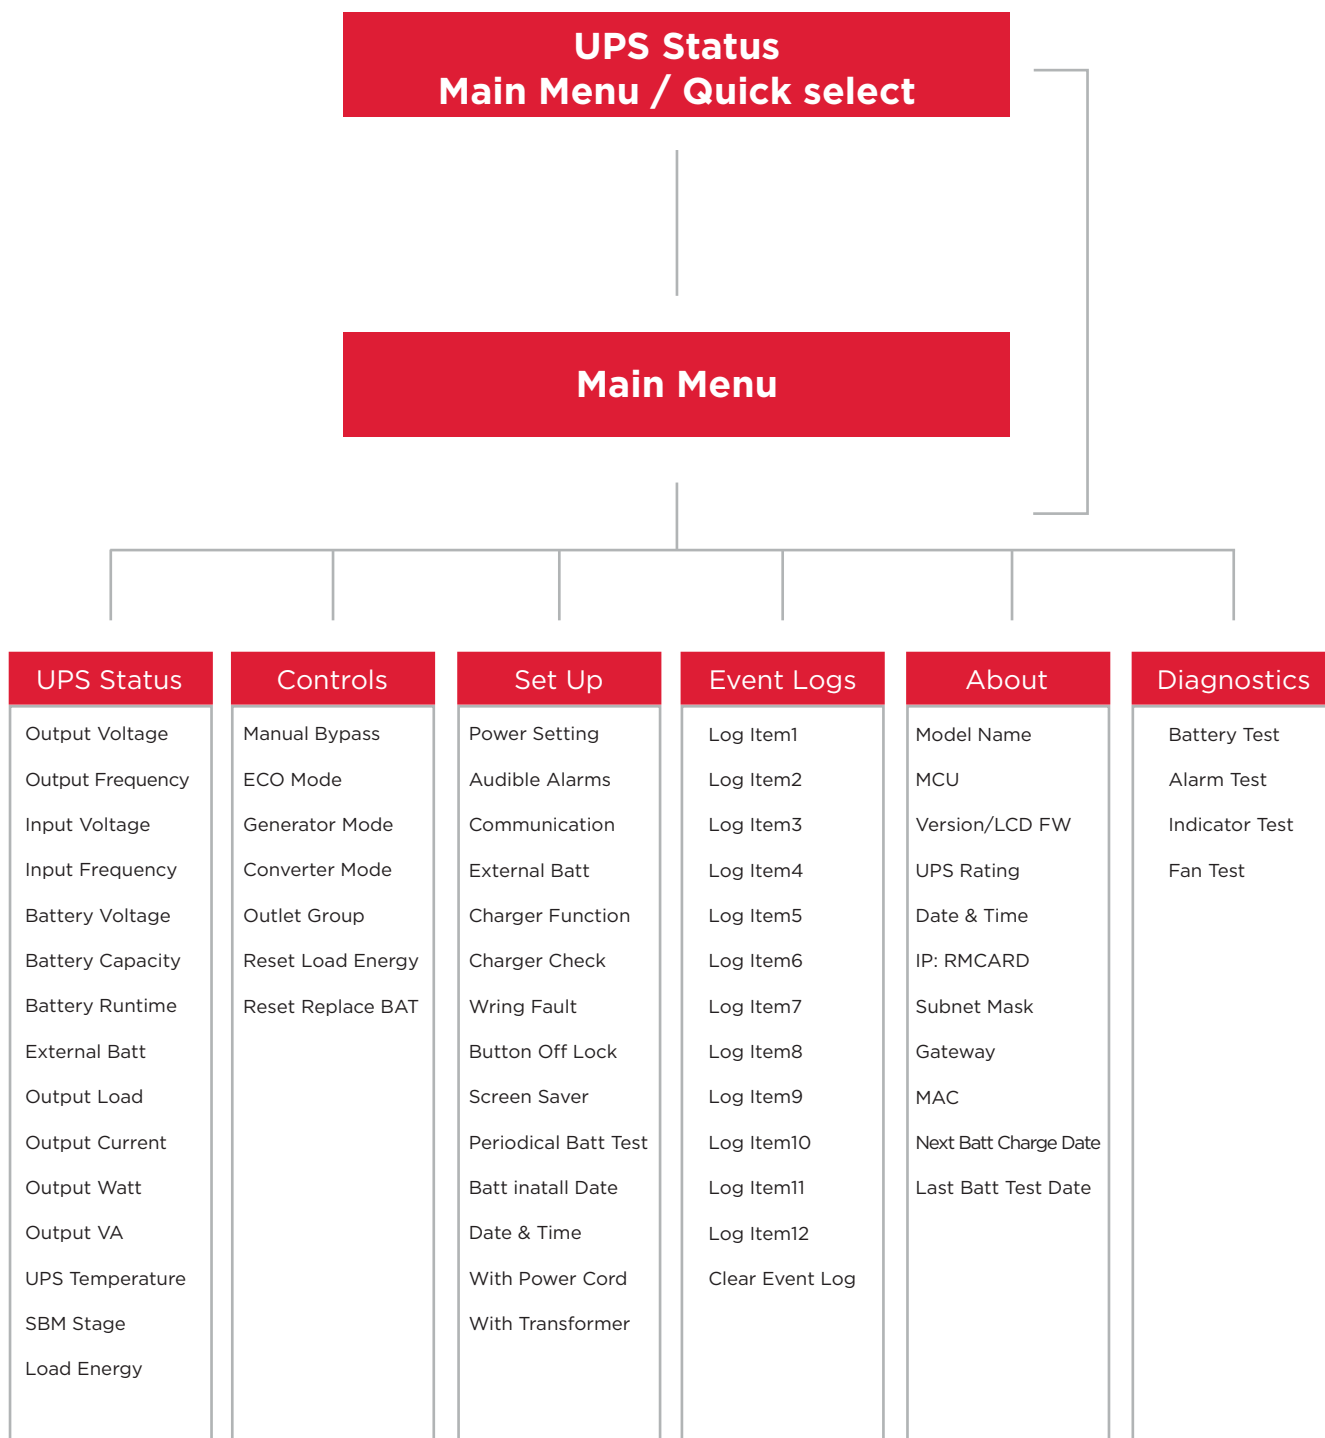 UPS Status
Main Menu / Quick select
Main Menu
UPS Status
Output Voltage
Output Frequency
Input Voltage
Input Frequency
Battery Voltage
Battery Capacity
Battery Runtime
External Batt
Output Load
Output Current
Output Watt
Output VA
UPS Temperature
SBM Stage
Load Energy
Controls
Manual Bypass
ECO Mode
Generator Mode
Converter Mode
Outlet Group
Reset Load Energy
Reset Replace BAT
Set Up
Power Setting
Audible Alarms
Communication
External Batt
Charger Function
Charger Check
Wring Fault
Button Off Lock
Screen Saver
Periodical Batt Test
Batt inatall Date
Date & Time
With Power Cord
With Transformer
Event Logs
Log Item1
Log Item2
Log Item3
Log Item4
Log Item5
Log Item6
Log Item7
Log Item8
Log Item9
Log Item10
Log Item11
Log Item12
Clear Event Log
About
Model Name
MCU
Version/LCD FW
UPS Rating
Date & Time
IP: RMCARD
Subnet Mask
Gateway
MAC
Next Batt Charge Date
Last Batt Test Date
Diagnostics
Battery Test
Alarm Test
Indicator Test
Fan Test